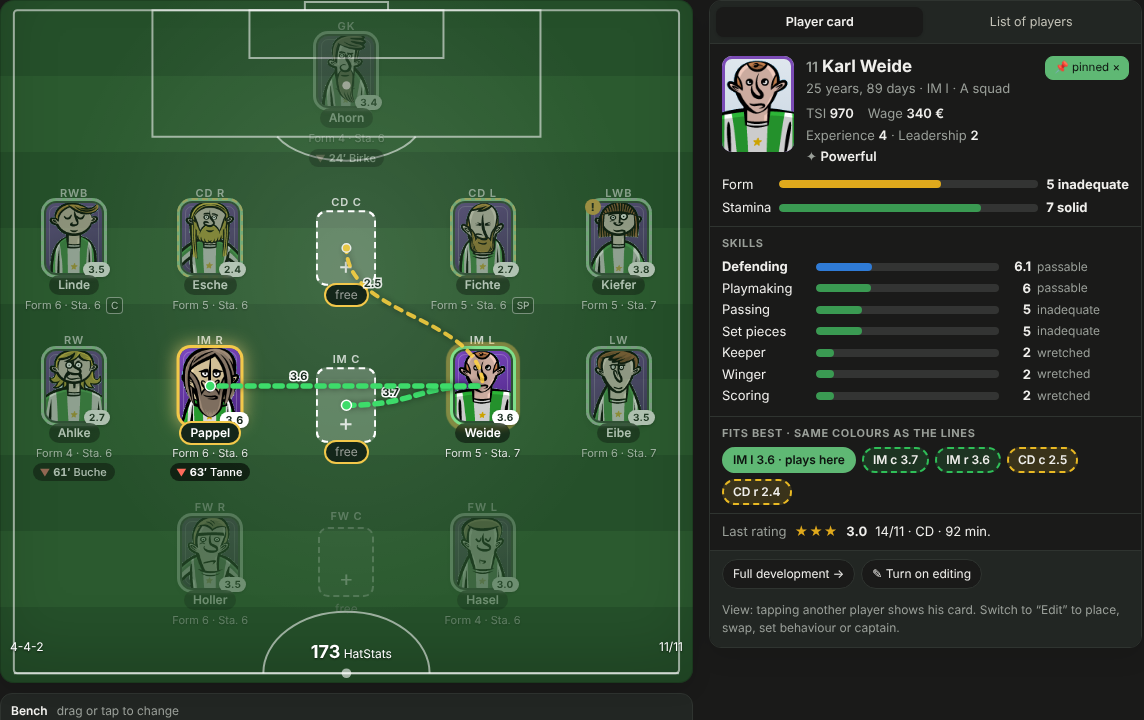 GK
3.4
Ahorn
Form 4 · Sta. 6
▼ 24′ Birke
RWB
3.5
Linde
Form 6 · Sta. 6 C
CD R
2.4
Esche
Form 5 · Sta. 6
CD C
+
free
2.5
CD L
2.7
Fichte
Form 5 · Sta. 6 SP
LWB
!
3.8
Kiefer
Form 5 · Sta. 7
RW
2.7
Ahlke
Form 4 · Sta. 6
▼ 61′ Buche
IM R
3.6
Pappel
Form 6 · Sta. 6
▼ 63′ Tanne
3.6
IM C
+
free
3.7
IM L
3.6
Weide
Form 5 · Sta. 7
LW
3.5
Eibe
Form 6 · Sta. 7
FW R
3.5
Holler
Form 6 · Sta. 6
FW C
+
free
FW L
3.0
Hasel
Form 4 · Sta. 6
4-4-2
173 HatStats
11/11
Bench drag or tap to change
Player card
List of players
11 Karl Weide
📌 pinned ×
25 years, 89 days · IM l · A squad
TSI 970 Wage 340 €
Experience 4 · Leadership 2
✦ Powerful
Form 5 inadequate
Stamina 7 solid
SKILLS
Defending 6.1 passable
Playmaking 6 passable
Passing 5 inadequate
Set pieces 5 inadequate
Keeper 2 wretched
Winger 2 wretched
Scoring 2 wretched
FITS BEST · SAME COLOURS AS THE LINES
IM l 3.6 · plays here
IM c 3.7
IM r 3.6
CD c 2.5
CD r 2.4
Last rating ★★★ 3.0 14/11 · CD · 92 min.
Full development →
✎ Turn on editing
View: tapping another player shows his card. Switch to “Edit” to place,
swap, set behaviour or captain.